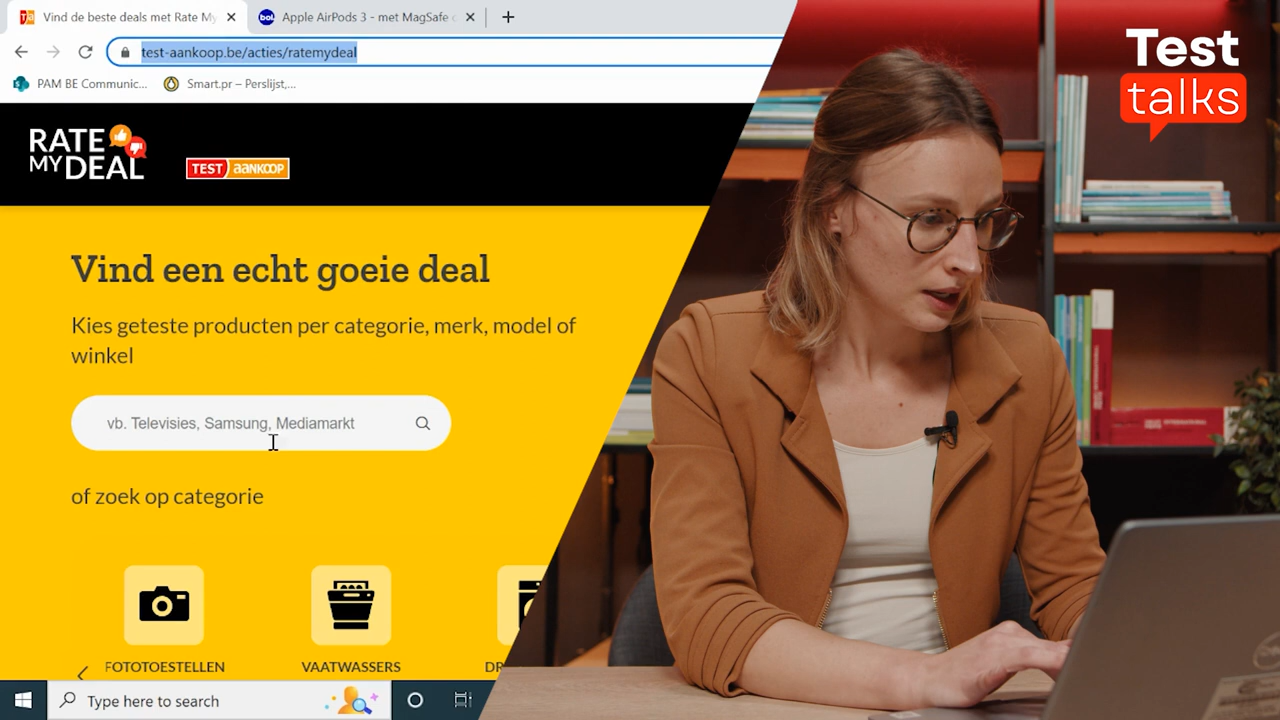 Vind de beste deals met Rate My
Apple AirPods 3 - met MagSafe
test-aankoop.be/acties/ratemydeal
PAM BE Communic...
Smart.pr – Perslijst,...
Test
talks
RATE
MY DEAL
TEST aankoop
Vind een echt goeie deal
Kies geteste producten per categorie, merk, model of
winkel
vb. Televisies, Samsung, Mediamarkt
of zoek op categorie
FOTOTOESTELLEN
VAATWASSERS
Type here to search